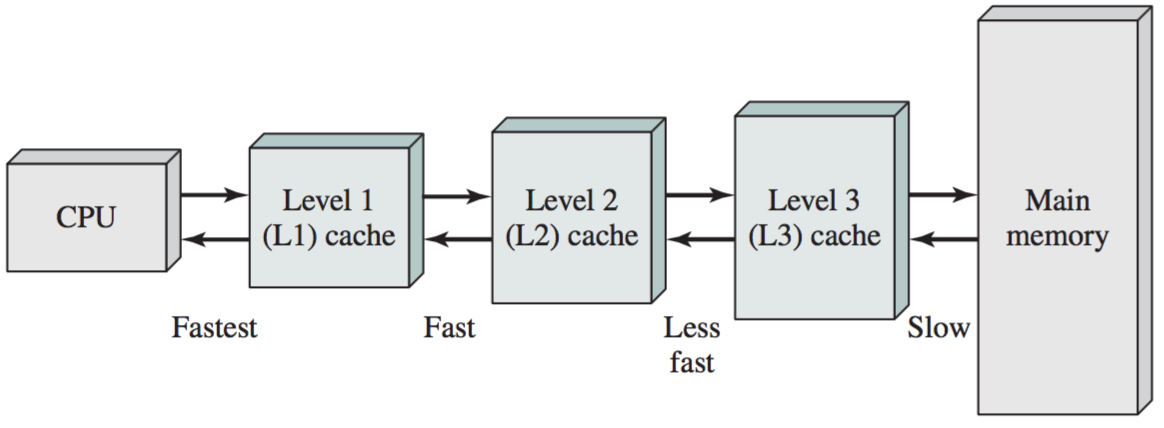 CPU
Level 1
(L1) cache
Level 2
(L2) cache
Level 3
(L3) cache
Main
memory
Fastest
Fast
Less
fast
Slow